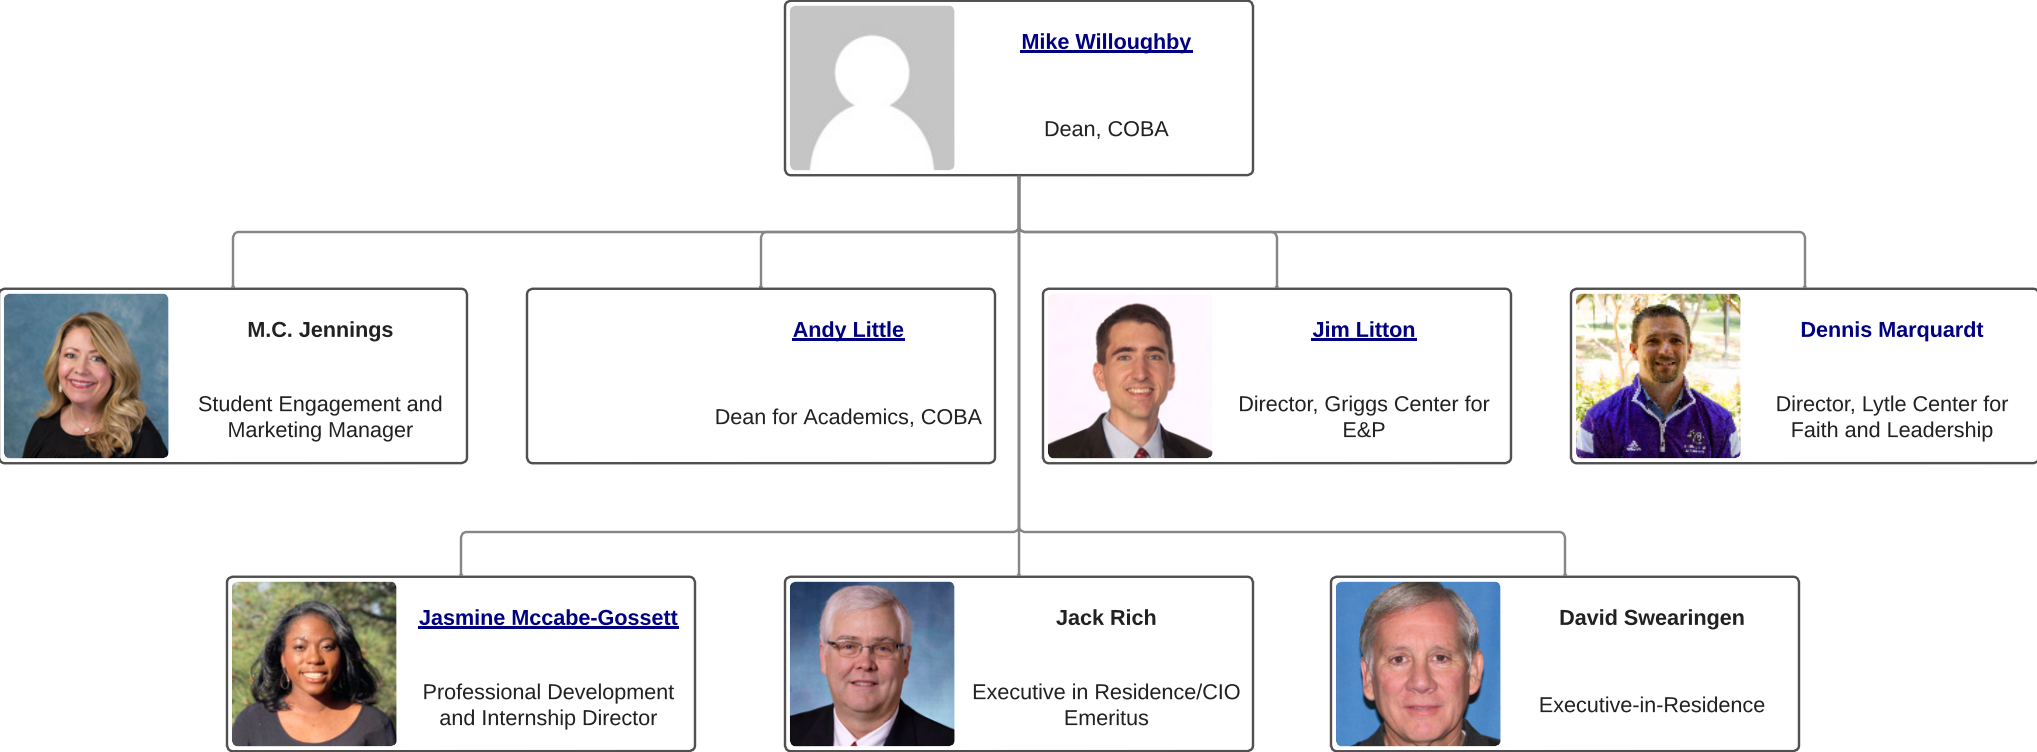 Mike Willoughby
Dean, COBA
M.C. Jennings
Student Engagement and
Marketing Manager
Andy Little
Dean for Academics, COBA
Jim Litton
Director, Griggs Center for
E&P
Dennis Marquardt
Director, Lytle Center for
Faith and Leadership
Jasmine Mccabe-Gossett
Professional Development
and Internship Director
Jack Rich
Executive in Residence/CIO
Emeritus
David Swearingen
Executive-in-Residence